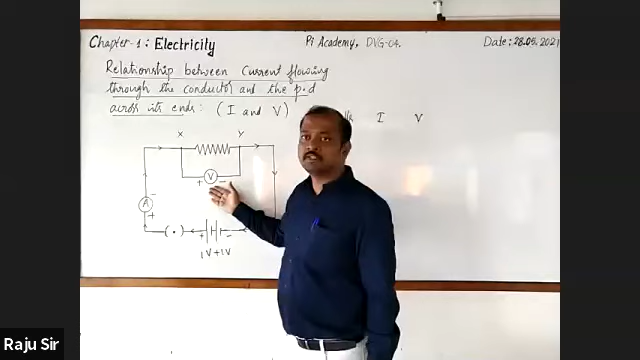 Chapter-1: Electricity
Pi Academy, DVG-04.
Date: 28.05.2021
Relationship between current flowing
through the conductor and the p.d
across its ends: (I and V)
I V
X Y
+ V -
A
-
+
+ -
1V+1V
Raju Sir